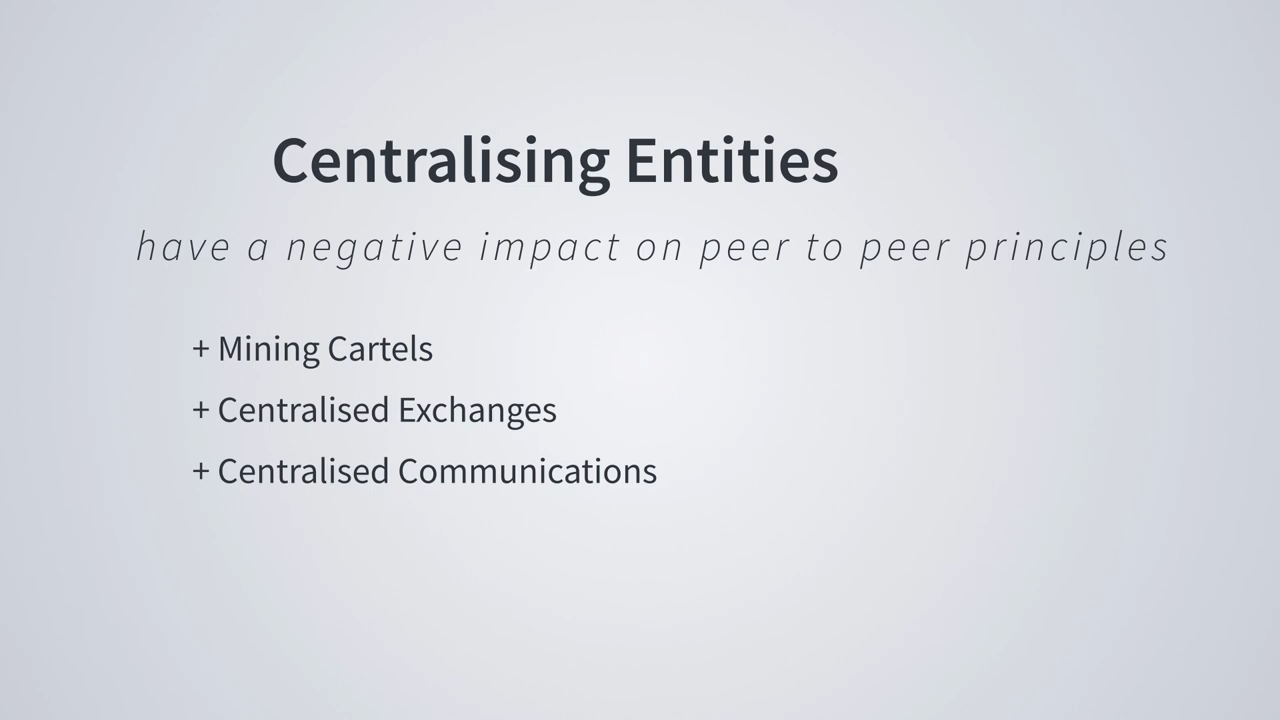 Centralising Entities
have a negative impact on peer to peer principles
+ Mining Cartels
+ Centralised Exchanges
+ Centralised Communications